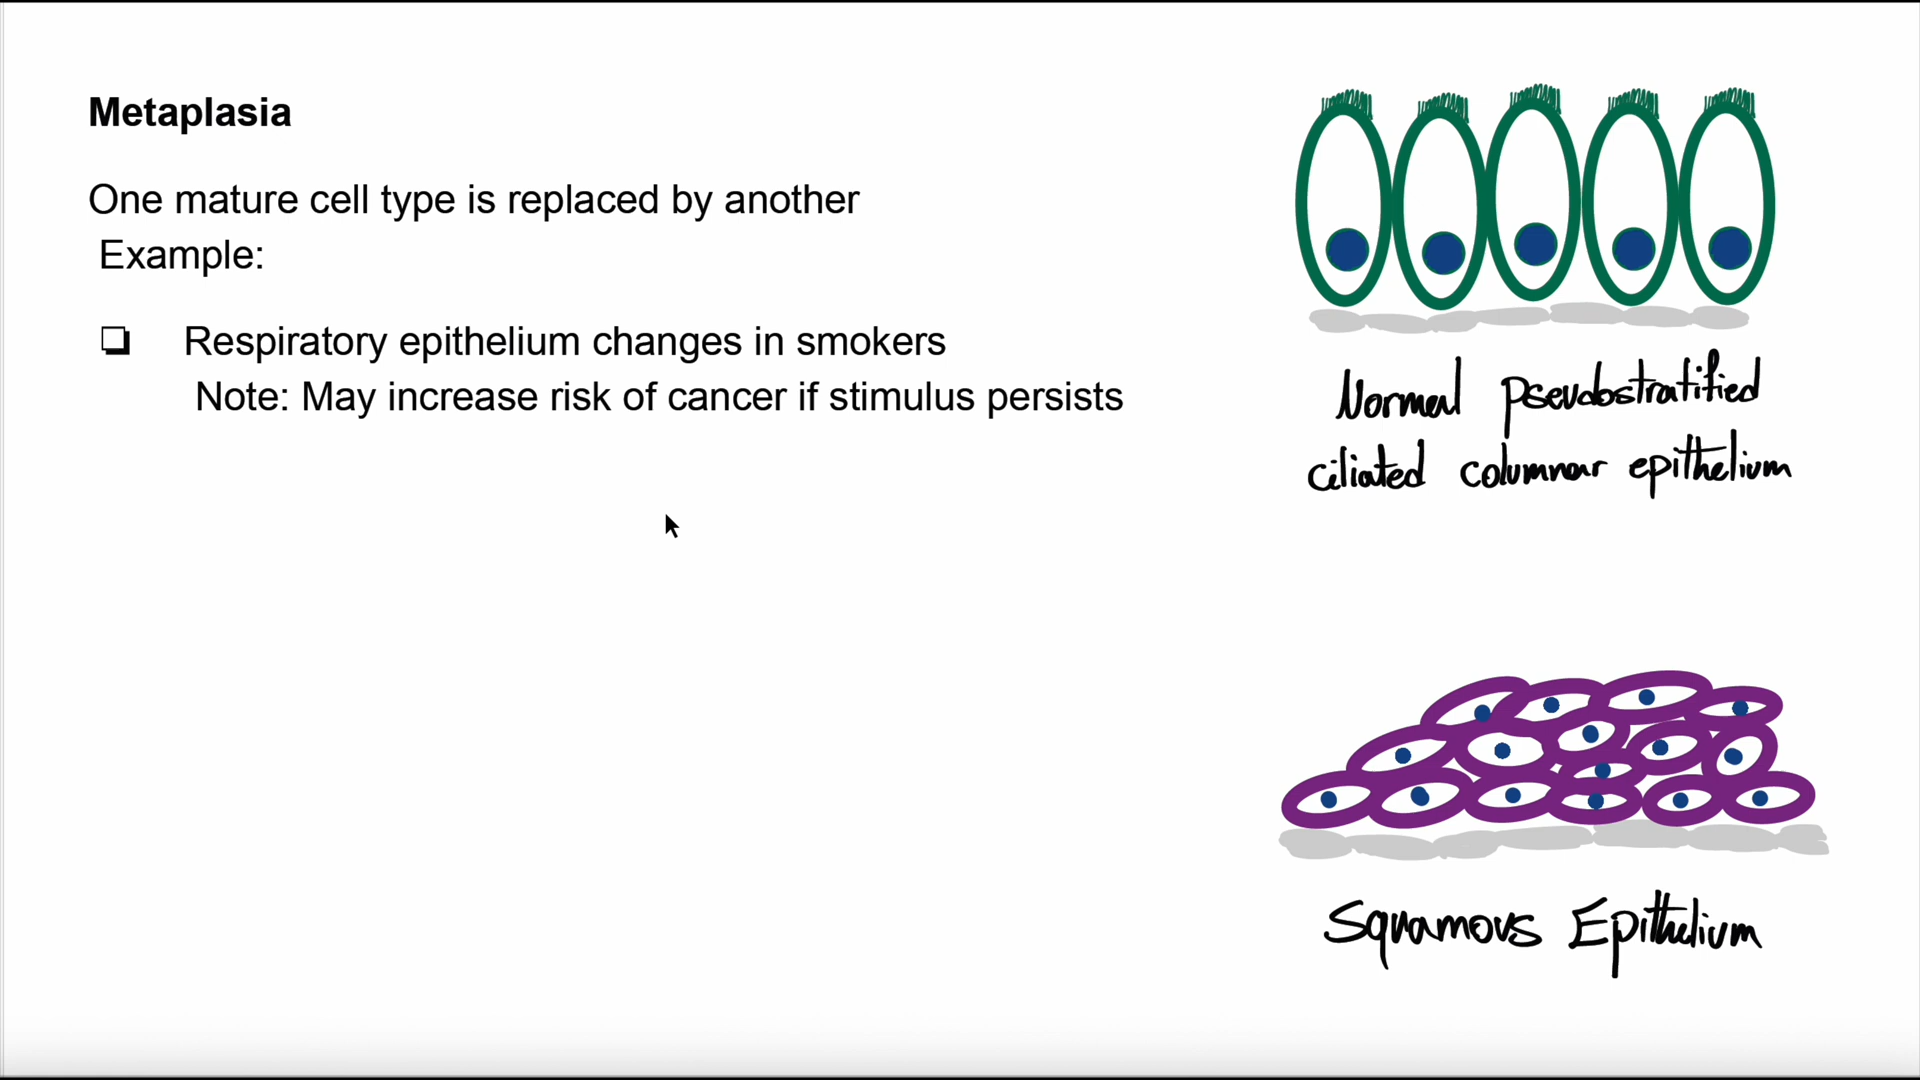 Metaplasia
One mature cell type is replaced by another
Example:
❑ Respiratory epithelium changes in smokers
Note: May increase risk of cancer if stimulus persists
Normal pseudostratified
ciliated columnar epithelium
Squamous Epithelium